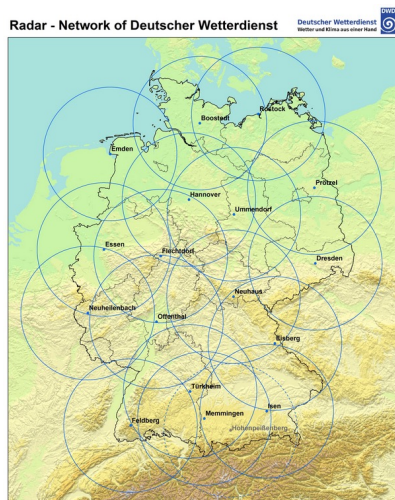 Radar - Network of Deutscher Wetterdienst
Deutscher Wetterdienst
Wetter und Klima aus einer Hand
DWD
Rostock
Boostedt
Emden
Prötzel
Hannover
Ummendorf
Essen
Flechtdorf
Dresden
Neuhaus
Neuheilenbach
Offenthal
Eisberg
Türkheim
Isen
Memmingen
Feldberg
Hohenpeißenberg